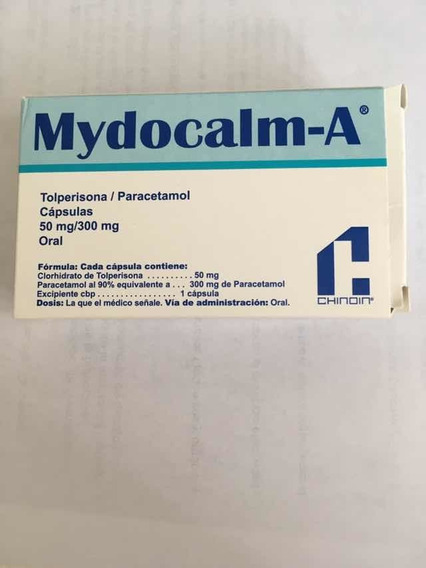 Mydocalm-A®
Tolperisona / Paracetamol
Cápsulas
50 mg/300 mg
Oral
Fórmula: Cada cápsula contiene:
Clorhidrato de Tolperisona . . . . . . . . . . 50 mg
Paracetamol al 90% equivalente a . . . 300 mg de Paracetamol
Excipiente cbp . . . . . . . . . . . . . . . . . 1 cápsula
Dosis: La que el médico señale. Vía de administración: Oral.
CHINOIN®